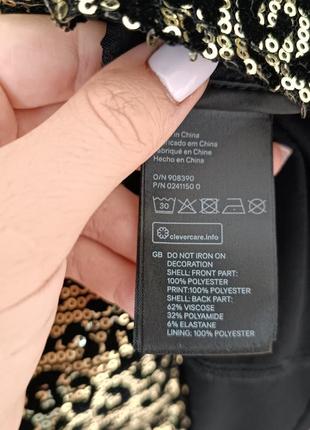 in China
Fabricado em China
Fabriqué en China
Hecho en China
O/N 908390
P/N 0241150 0
30
clevercare.info
GB DO NOT IRON ON
DECORATION
SHELL: FRONT PART:
100% POLYESTER
PRINT:100% POLYESTER
SHELL: BACK PART:
62% VISCOSE
32% POLYAMIDE
6% ELASTANE
LINING: 100% POLYESTER